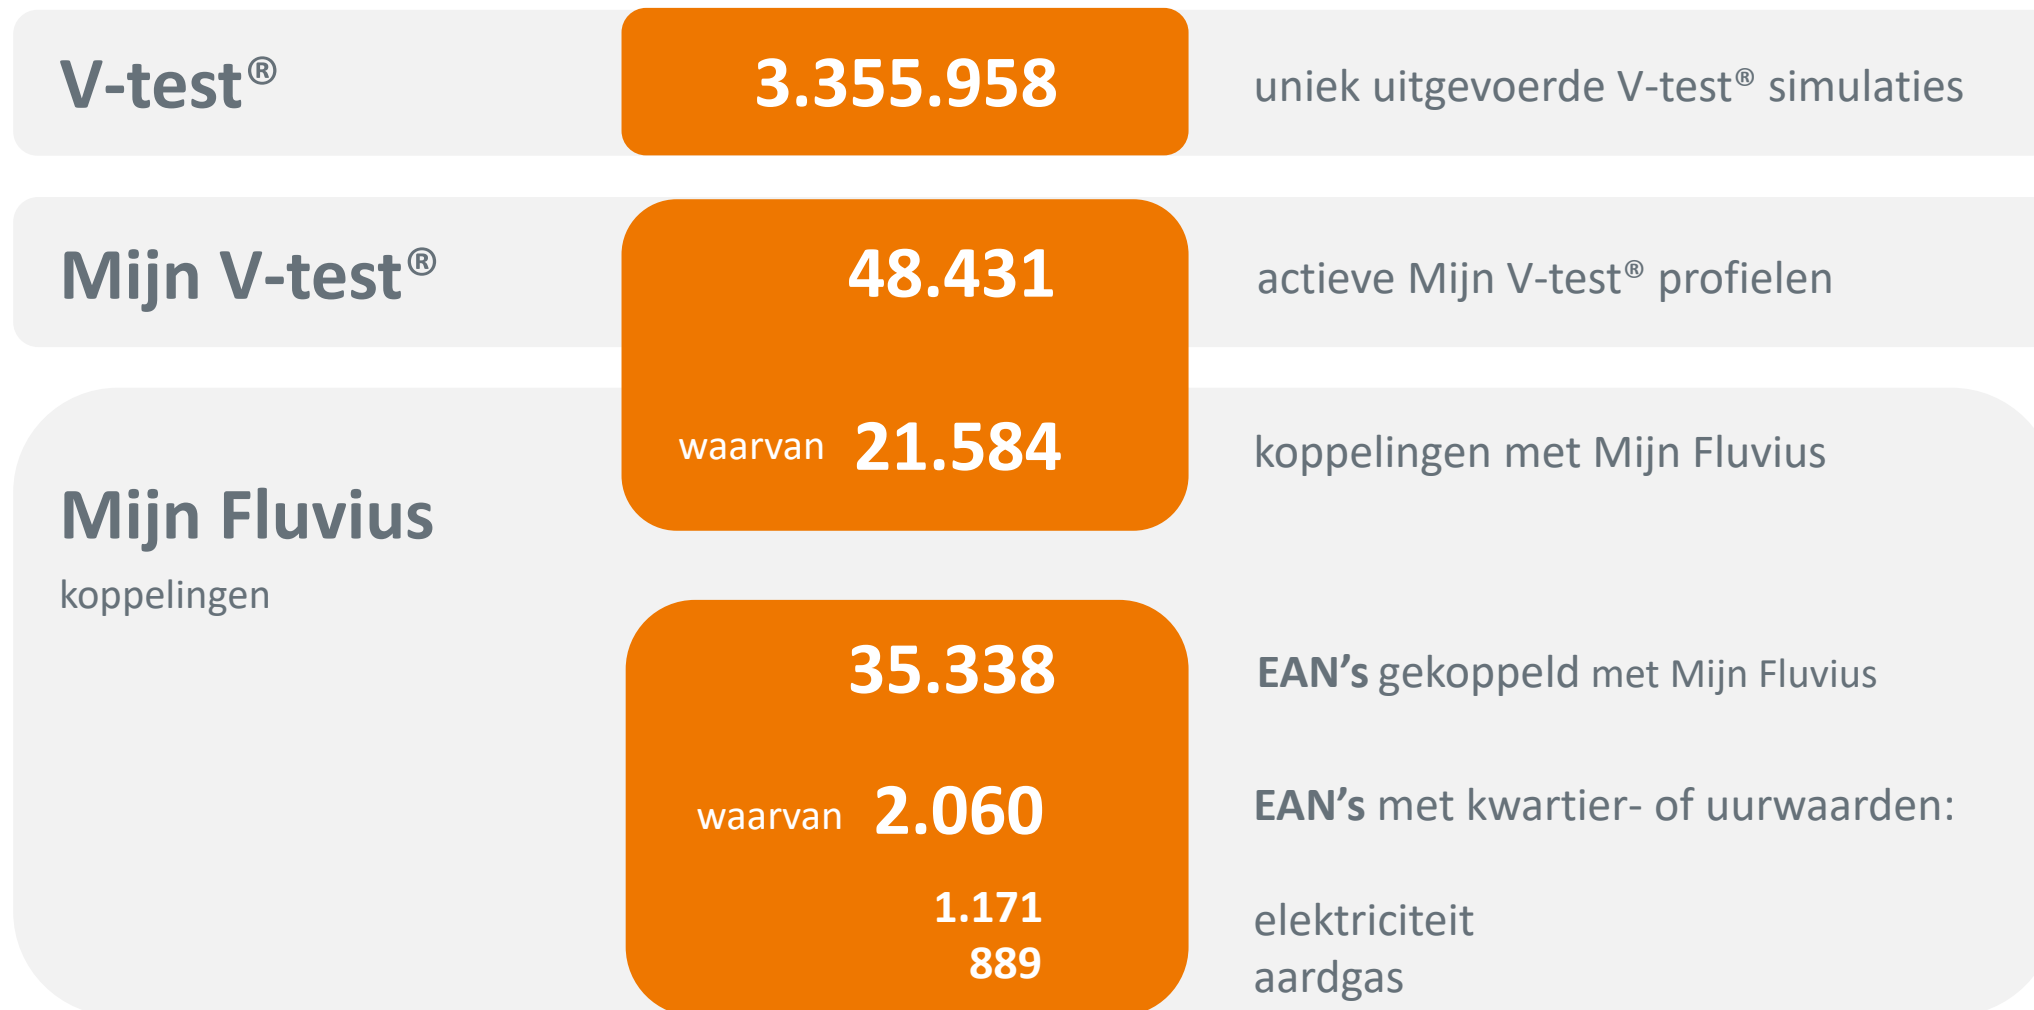 V-test® 3.355.958 uniek uitgevoerde V-test® simulaties
Mijn V-test® 48.431 actieve Mijn V-test® profielen
waarvan 21.584 koppelingen met Mijn Fluvius
Mijn Fluvius
koppelingen
35.338 EAN’s gekoppeld met Mijn Fluvius
waarvan 2.060 EAN’s met kwartier- of uurwaarden:
1.171 elektriciteit
889 aardgas